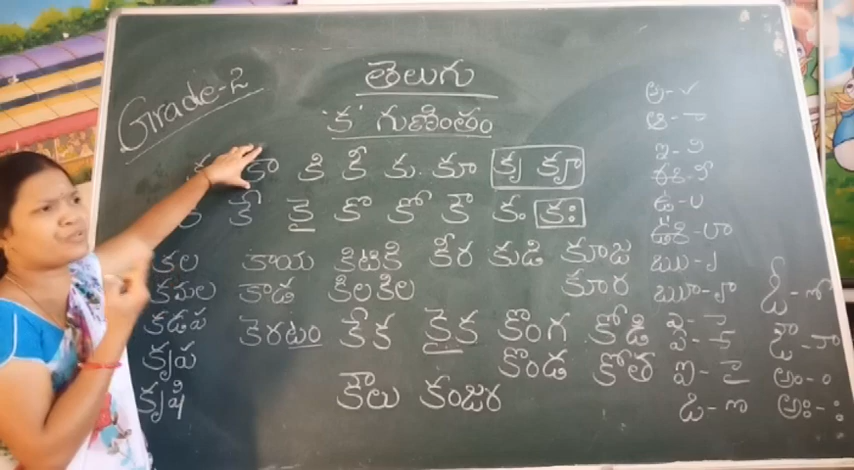 Grade-2
తెలుగు
'క' గుణింతం
కా కి కీ కు కూ కృ కౄ
కే కై కొ కో కౌ కం కః
కల కాయ కిటికి కీర కుడి కూజ
కమల కాడ కిలకిల కూర
కడప కెరటం కేక కైక కొంగ కోడి
కృప కొండ కోత
కృషి కౌలు కంజర
అ - ✓
ఆ - ా
ఇ - ి
ఈ - ీ
ఉ - ు
ఊ - ూ
ఋ - ృ
ౠ - ౄ
ఎ - ె
ఏ - ే
ఐ - ై
ఒ - ొ
ఓ - ో
ఔ - ౌ
అం - ం
అః - ః